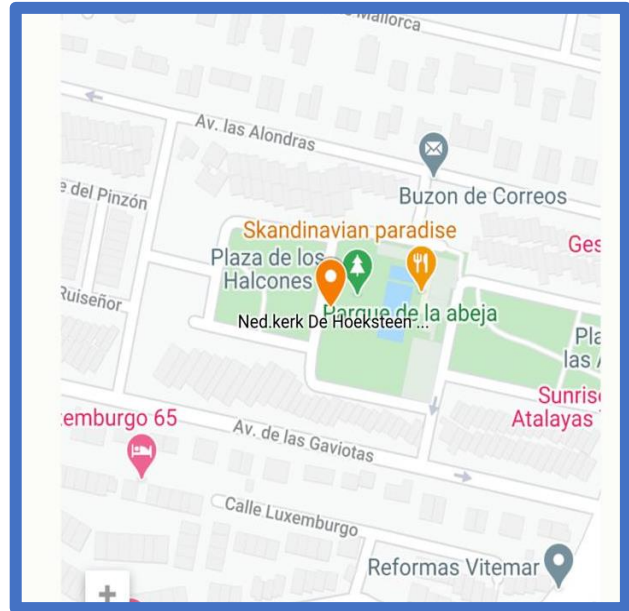 Mallorca
Av. las Alondras
Buzon de Correos
e del Pinzón
Skandinavian paradise
Ges
Plaza de los
Halcones
Ruiseñor
Parque de la abeja
Ned.kerk De Hoeksteen ...
Pla
las
Sunrise
Atalayas
emburgo 65
Av. de las Gaviotas
Calle Luxemburgo
Reformas Vitemar
+